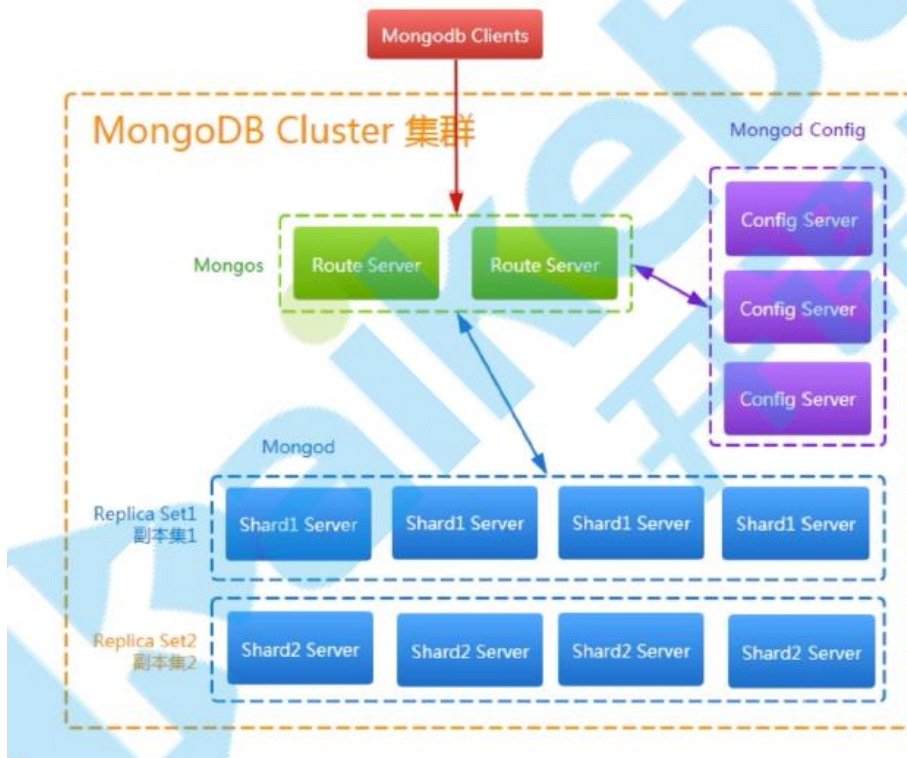 Mongodb Clients
MongoDB Cluster 集群
Mongod Config
Config Server
Mongos
Route Server
Route Server
Config Server
Config Server
Mongod
Replica Set1
副本集1
Shard1 Server
Shard1 Server
Shard1 Server
Shard1 Server
Replica Set2
副本集2
Shard2 Server
Shard2 Server
Shard2 Server
Shard2 Server